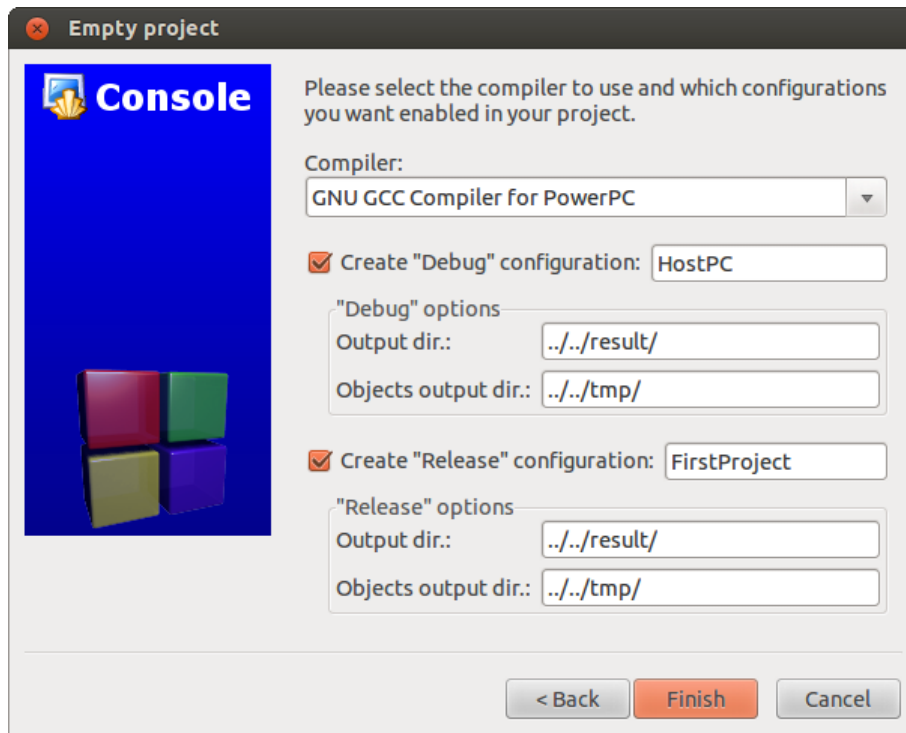 Empty project
Console
Please select the compiler to use and which configurations
you want enabled in your project.
Compiler:
GNU GCC Compiler for PowerPC
Create "Debug" configuration: HostPC
"Debug" options
Output dir.: ../../result/
Objects output dir.: ../../tmp/
Create "Release" configuration: FirstProject
"Release" options
Output dir.: ../../result/
Objects output dir.: ../../tmp/
< Back Finish Cancel